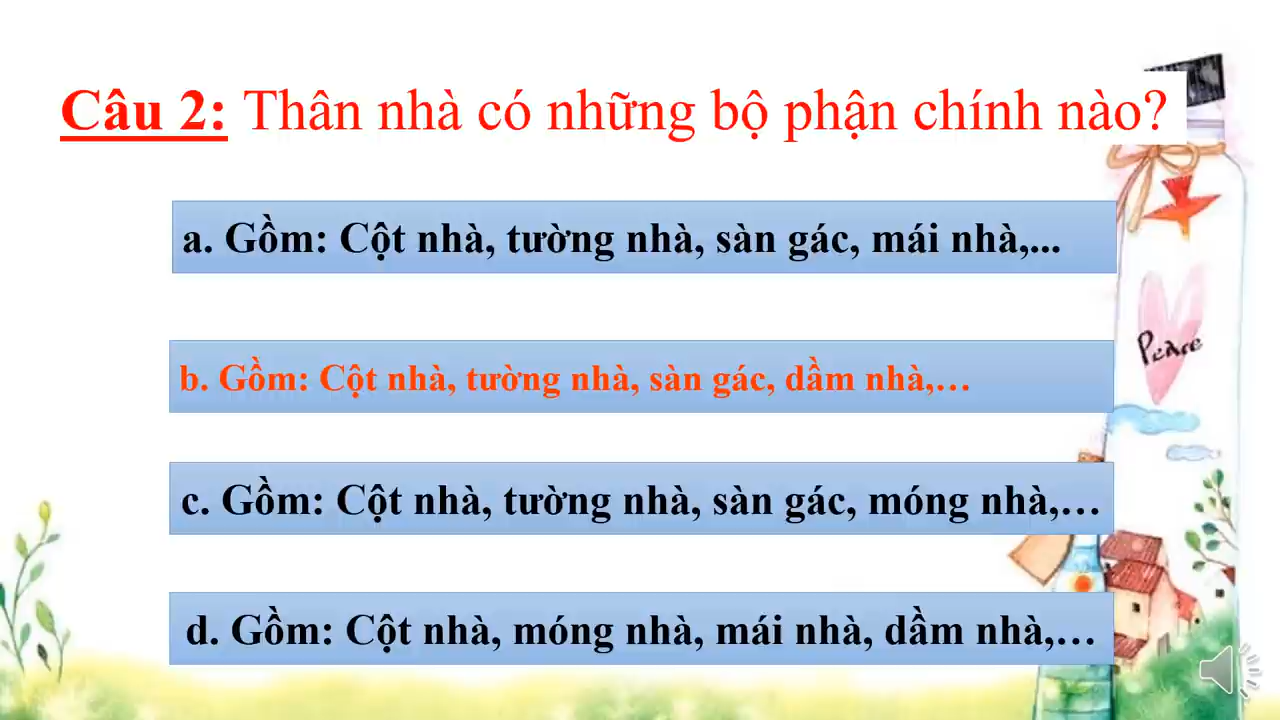 Câu 2: Thân nhà có những bộ phận chính nào?
a. Gồm: Cột nhà, tường nhà, sàn gác, mái nhà,...
b. Gồm: Cột nhà, tường nhà, sàn gác, dầm nhà,…
c. Gồm: Cột nhà, tường nhà, sàn gác, móng nhà,…
d. Gồm: Cột nhà, móng nhà, mái nhà, dầm nhà,…
Peace